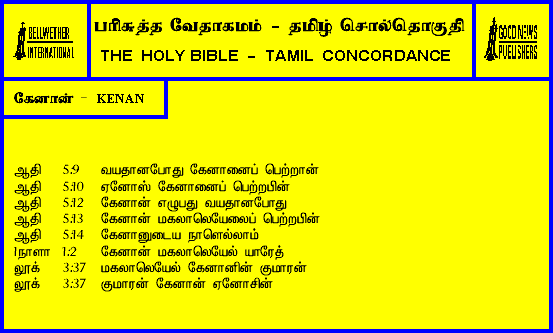 BELLWETHER
INTERNATIONAL
பரிசுத்த வேதாகமம் - தமிழ் சொல்தொகுதி
THE HOLY BIBLE - TAMIL CONCORDANCE
GOOD NEWS
PUBLISHERS
கேனான் - KENAN
ஆதி 5:9 வயதானபோது கேனானைப் பெற்றான்
ஆதி 5:10 ஏனோஸ் கேனானைப் பெற்றபின்
ஆதி 5:12 கேனான் எழுபது வயதானபோது
ஆதி 5:13 கேனான் மகலாலெயேலைப் பெற்றபின்
ஆதி 5:14 கேனானுடைய நாளெல்லாம்
1நாளா 1:2 கேனான் மகலாலெயேல் யாரேத்
லூக் 3:37 மகலாலெயேல் கேனானின் குமாரன்
லூக் 3:37 குமாரன் கேனான் ஏனோசின்